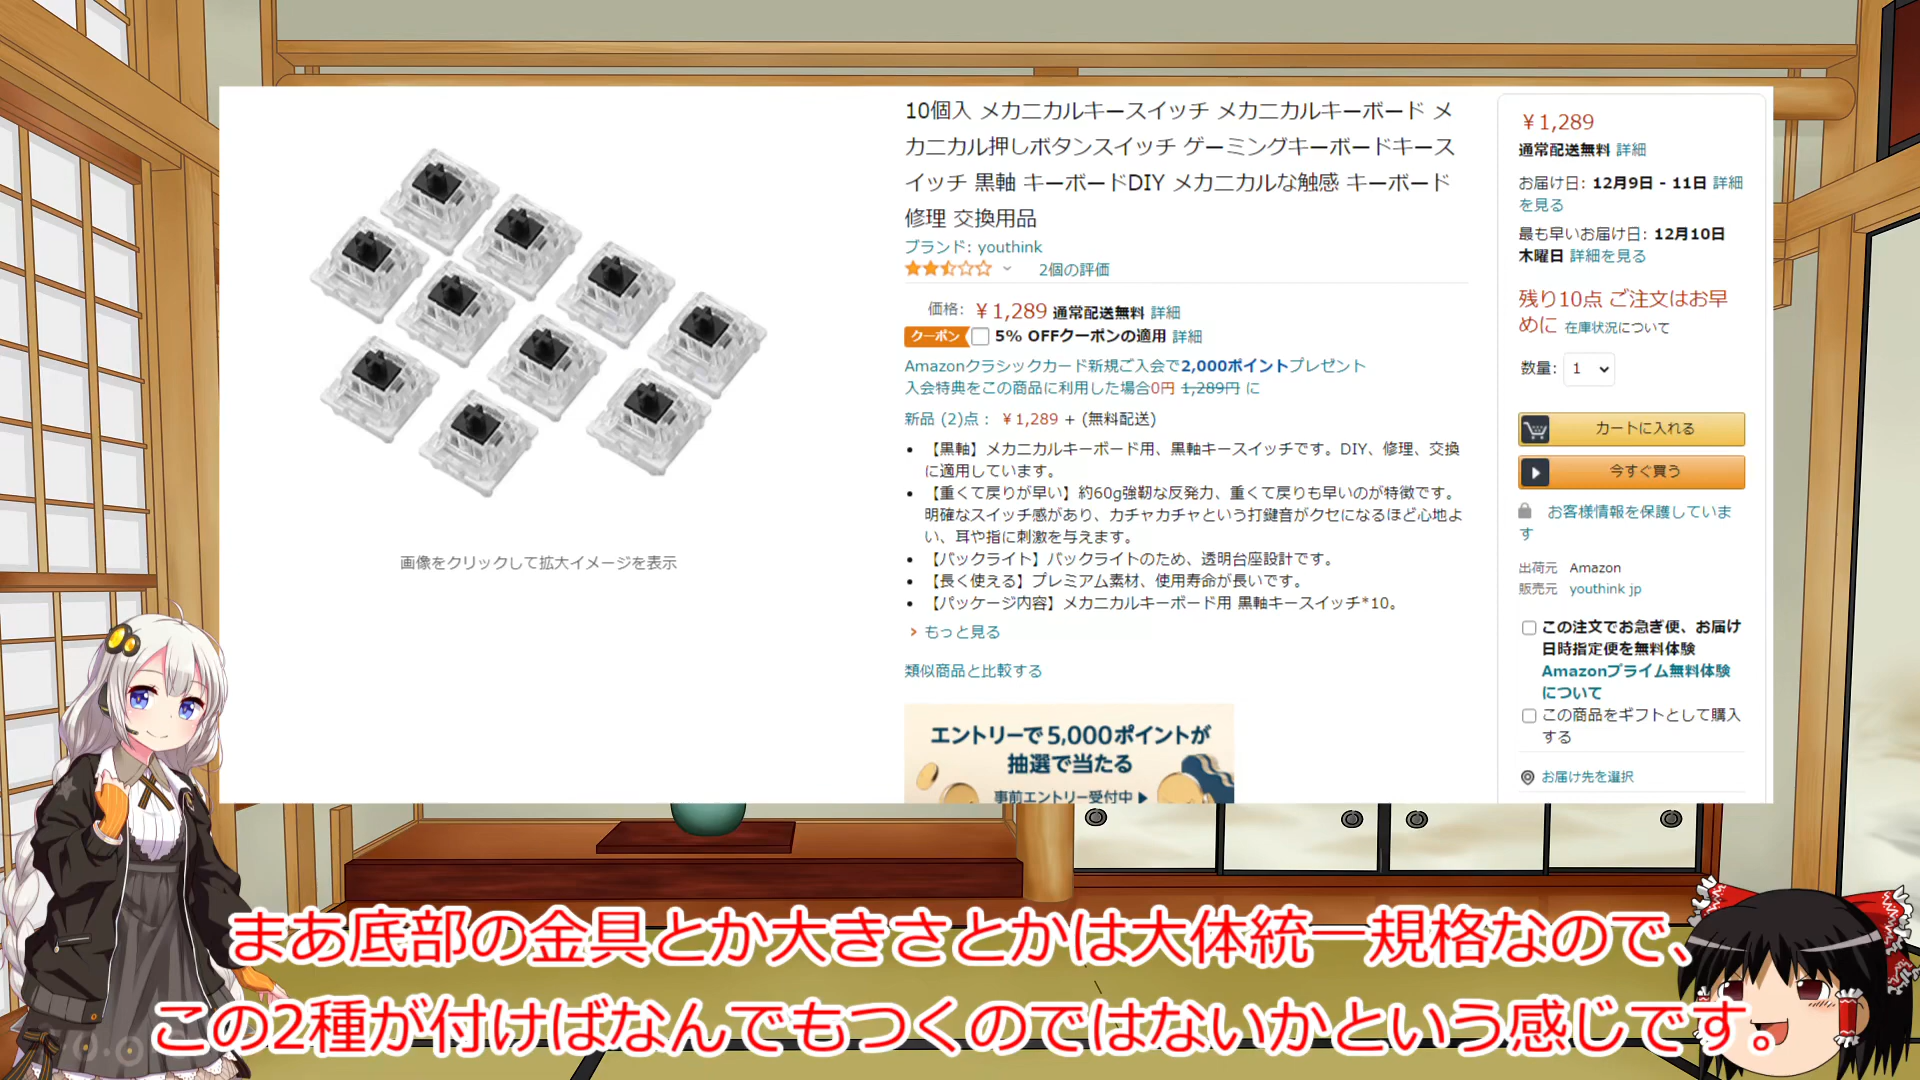 10個入 メカニカルキースイッチ メカニカルキーボード メ
カニカル押しボタンスイッチ ゲーミングキーボードキース
イッチ 黒軸 キーボードDIY メカニカルな触感 キーボード
修理 交換用品
ブランド: youthink
2個の評価
価格: ￥1,289 通常配送無料 詳細
クーポン 5% OFFクーポンの適用 詳細
Amazonクラシックカード新規ご入会で2,000ポイントプレゼント
入会特典をこの商品に利用した場合0円 1,289円 に
新品 (2)点： ￥1,289 + (無料配送)
• 【黒軸】メカニカルキーボード用、黒軸キースイッチです。DIY、修理、交換
に適用しています。
• 【重くて戻りが早い】約60g強靭な反発力、重くて戻りも早いのが特徴です。
明確なスイッチ感があり、カチャカチャという打鍵音がクセになるほど心地よ
い、耳や指に刺激を与えます。
• 【バックライト】バックライトのため、透明台座設計です。
• 【長く使える】プレミアム素材、使用寿命が長いです。
• 【パッケージ内容】メカニカルキーボード用 黒軸キースイッチ*10。
› もっと見る
類似商品と比較する
エントリーで5,000ポイントが
抽選で当たる
事前エントリー受付中▶
画像をクリックして拡大イメージを表示
￥1,289
通常配送無料 詳細
お届け日: 12月9日 - 11日 詳細
を見る
最も早いお届け日: 12月10日
木曜日 詳細を見る
残り10点 ご注文はお早
めに 在庫状況について
数量: 1
カートに入れる
今すぐ買う
お客様情報を保護していま
す
出荷元 Amazon
販売元 youthink jp
この注文でお急ぎ便、お届け
日時指定便を無料体験
Amazonプライム無料体験
について
この商品をギフトとして購入
する
お届け先を選択
まあ底部の金具とか大きさとかは大体統一規格なので、
この2種が付けばなんでもつくのではないかという感じです。